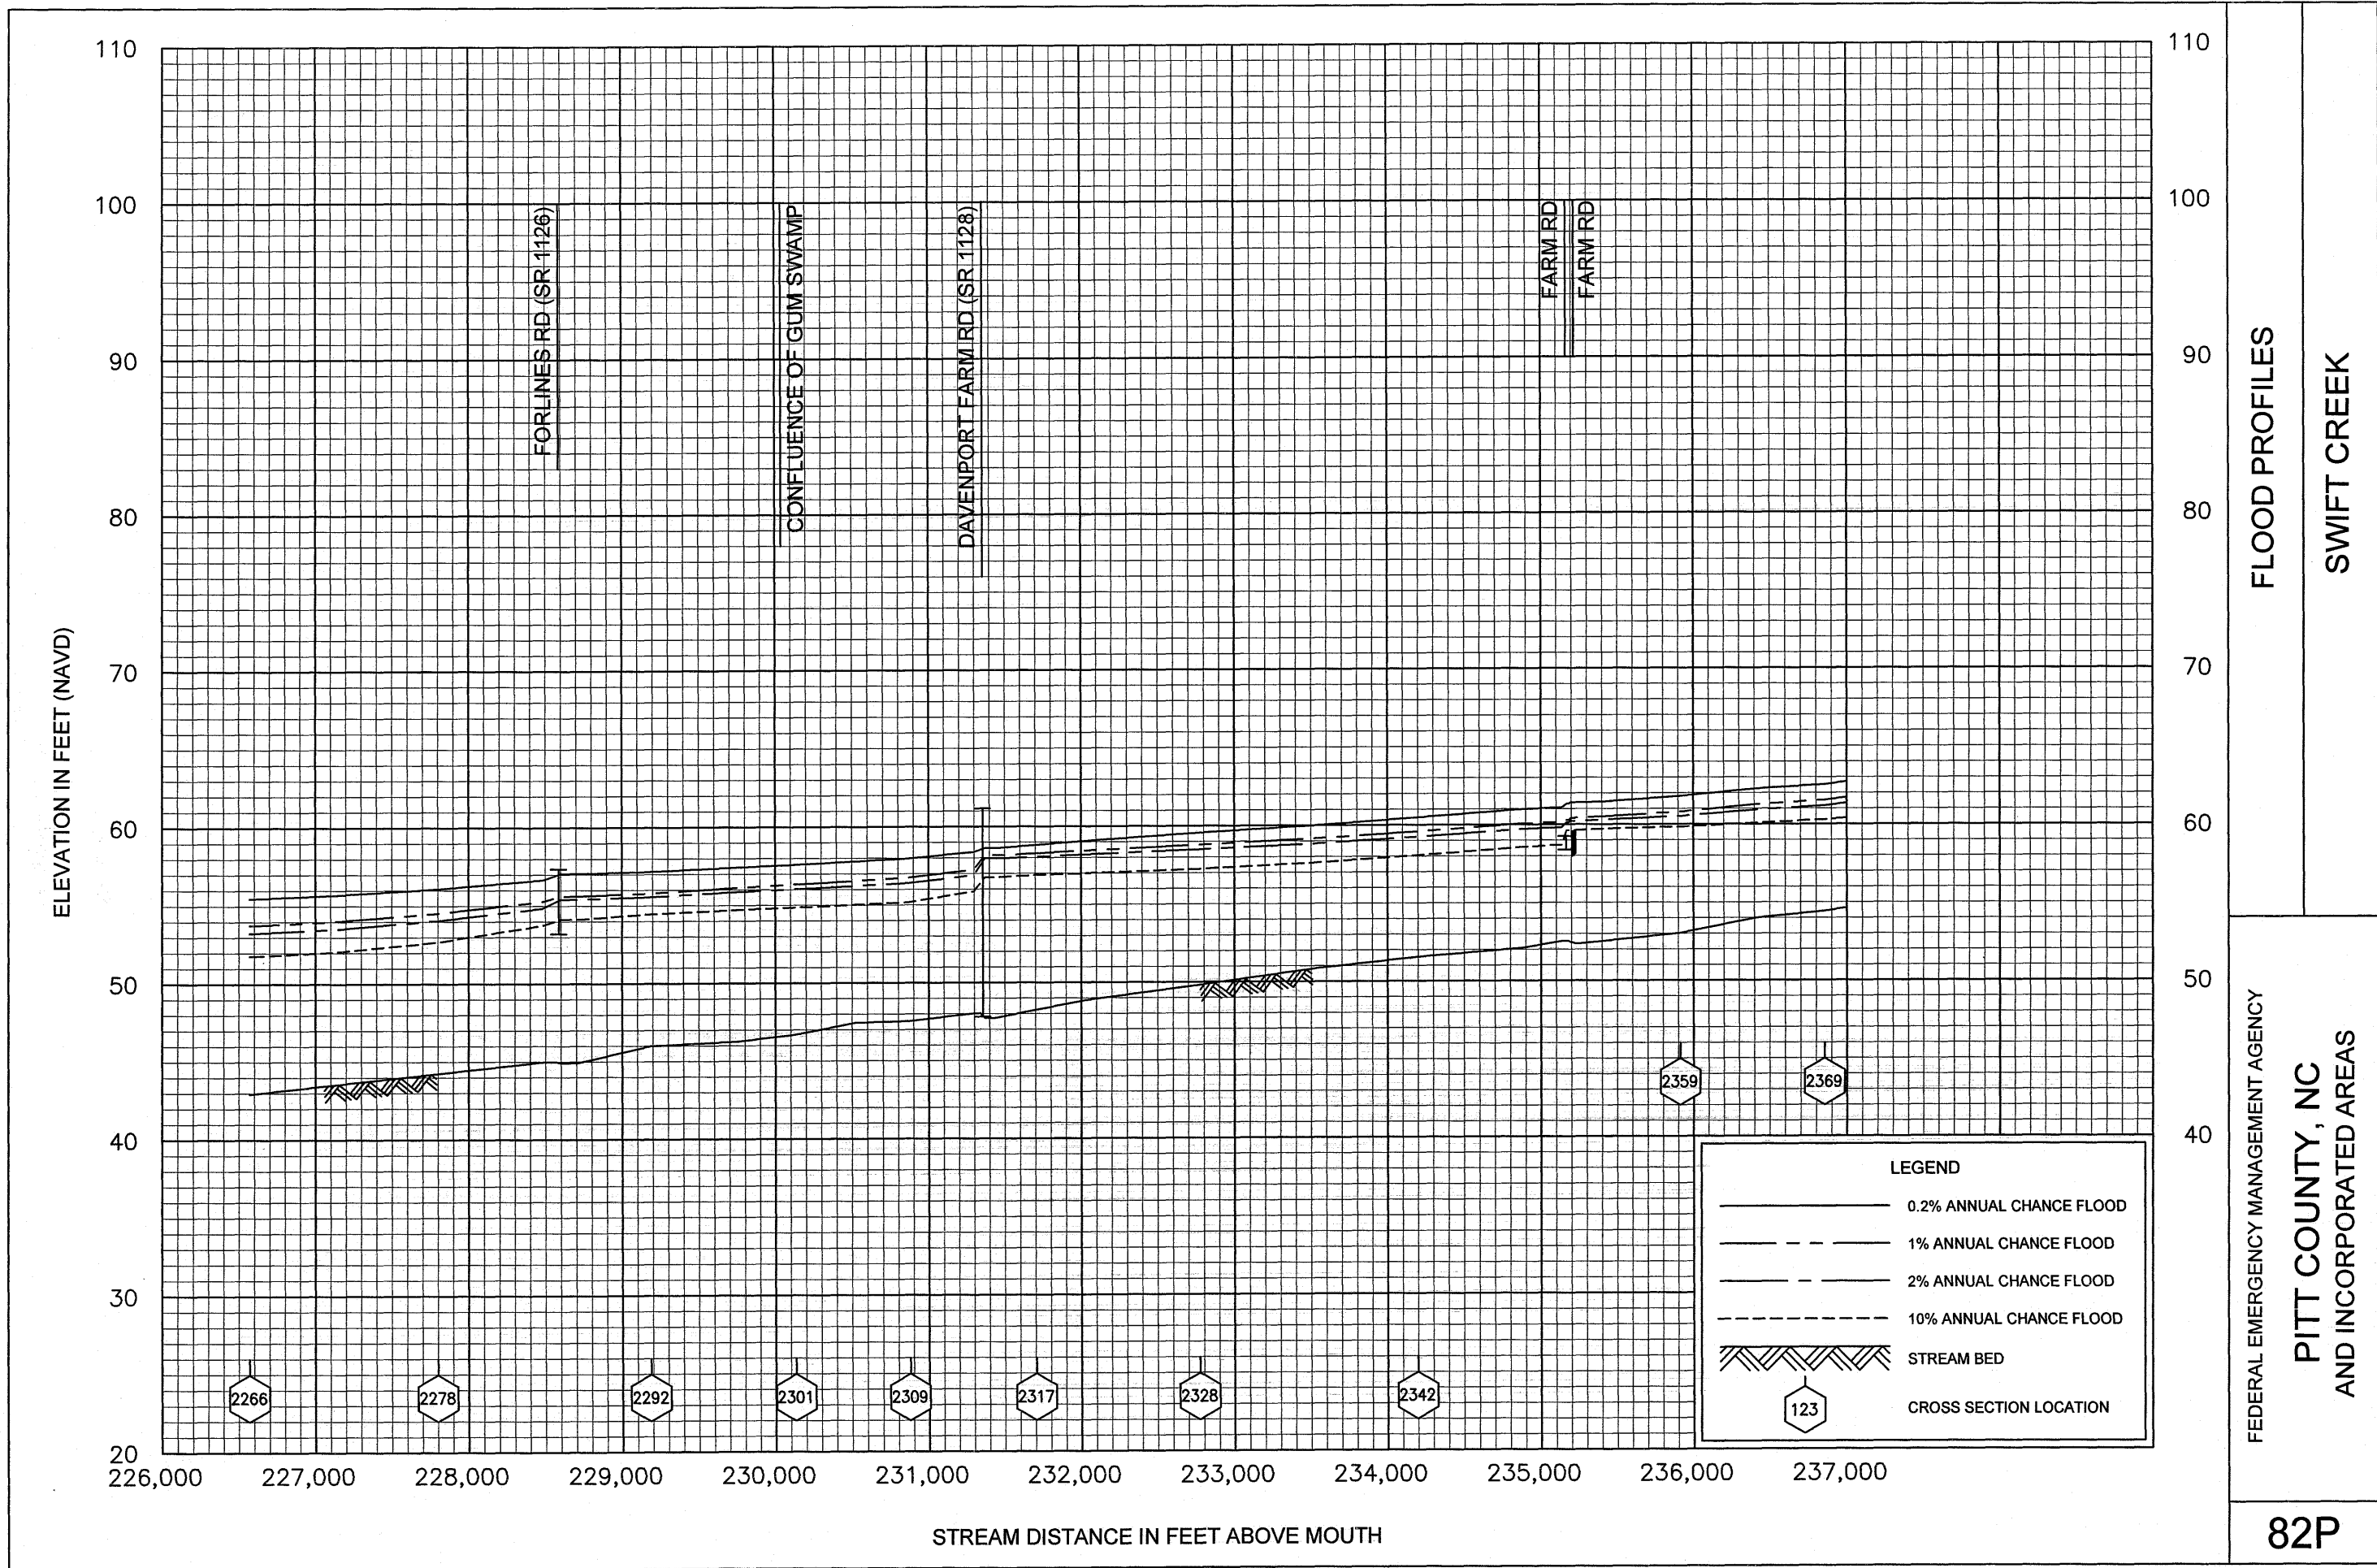 110
100
90
80
70
60
50
40
30
20
ELEVATION IN FEET (NAVD)
FORLINES RD (SR 1126)
CONFLUENCE OF GUM SWAMP
DAVENPORT FARM RD (SR 1128)
FARM RD
FARM RD
2266
2278
2292
2301
2309
2317
2328
2342
2359
2369
226,000
227,000
228,000
229,000
230,000
231,000
232,000
233,000
234,000
235,000
236,000
237,000
STREAM DISTANCE IN FEET ABOVE MOUTH
110
100
90
80
70
60
50
40
LEGEND
0.2% ANNUAL CHANCE FLOOD
1% ANNUAL CHANCE FLOOD
2% ANNUAL CHANCE FLOOD
10% ANNUAL CHANCE FLOOD
STREAM BED
123
CROSS SECTION LOCATION
FLOOD PROFILES
SWIFT CREEK
FEDERAL EMERGENCY MANAGEMENT AGENCY
PITT COUNTY, NC
AND INCORPORATED AREAS
82P